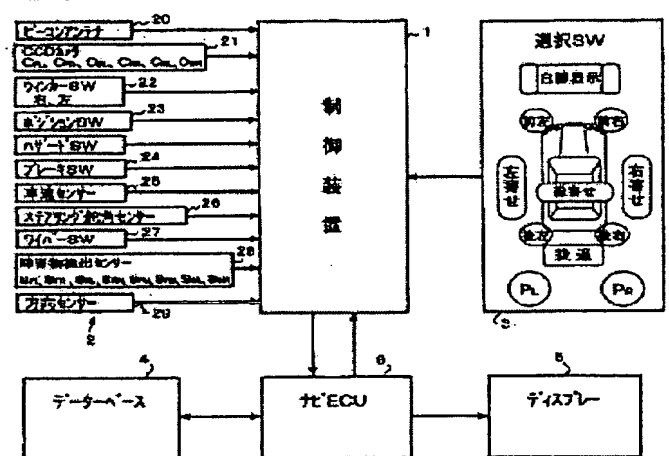 ビーコンアンテナ
20
CCDカメラ
21
ウィンカーSW
右、左
22
ポジションSW
23
ハザードSW
ブレーキSW
24
車速センサー
25
ステアリング舵角センサー
26
ワイパーSW
27
障害物検出センサー
28
方位センサー
29
2
制御装置
1
選択SW
自動表示
前左
前右
左寄せ
後寄せ
右寄せ
後左
後右
後退
PL
PR
3
データーベース
4
ナビECU
6
ディスプレー
5